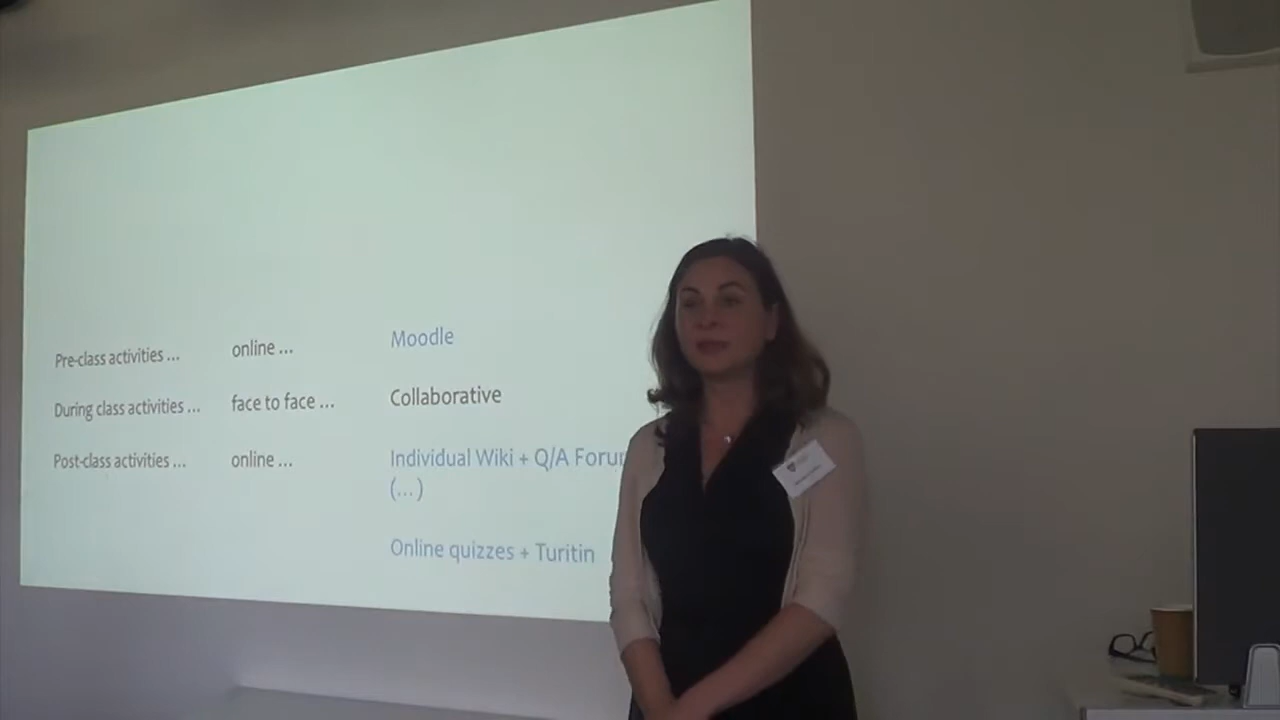 Pre-class activities ... online ... Moodle
During class activities ... face to face ... Collaborative
Post-class activities ... online ... Individual Wiki + Q/A Forum
(...)
Online quizzes + Turitin